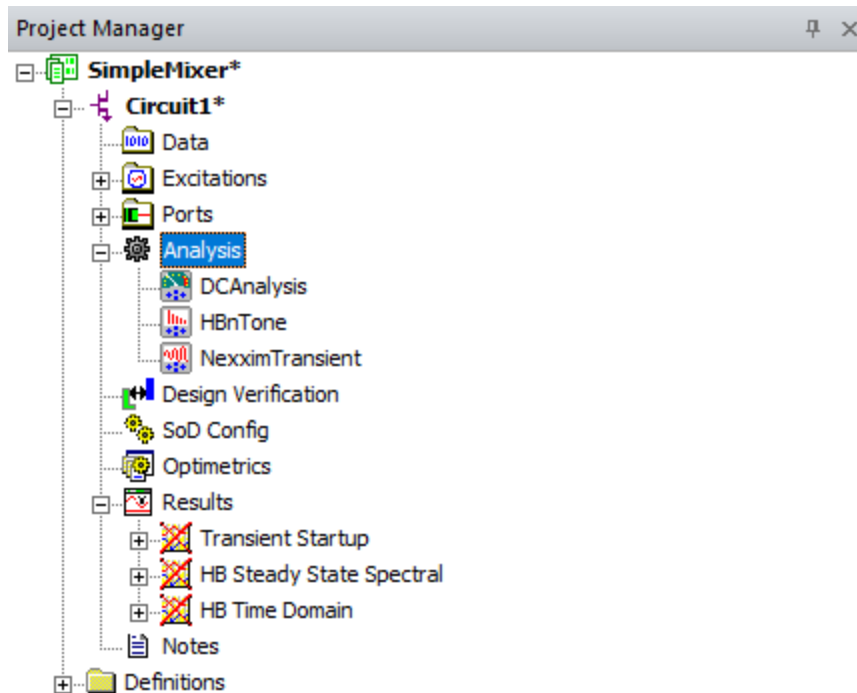 Project Manager
SimpleMixer*
Circuit1*
Data
Excitations
Ports
Analysis
DCAnalysis
HBnTone
NexximTransient
Design Verification
SoD Config
Optimetrics
Results
Transient Startup
HB Steady State Spectral
HB Time Domain
Notes
Definitions